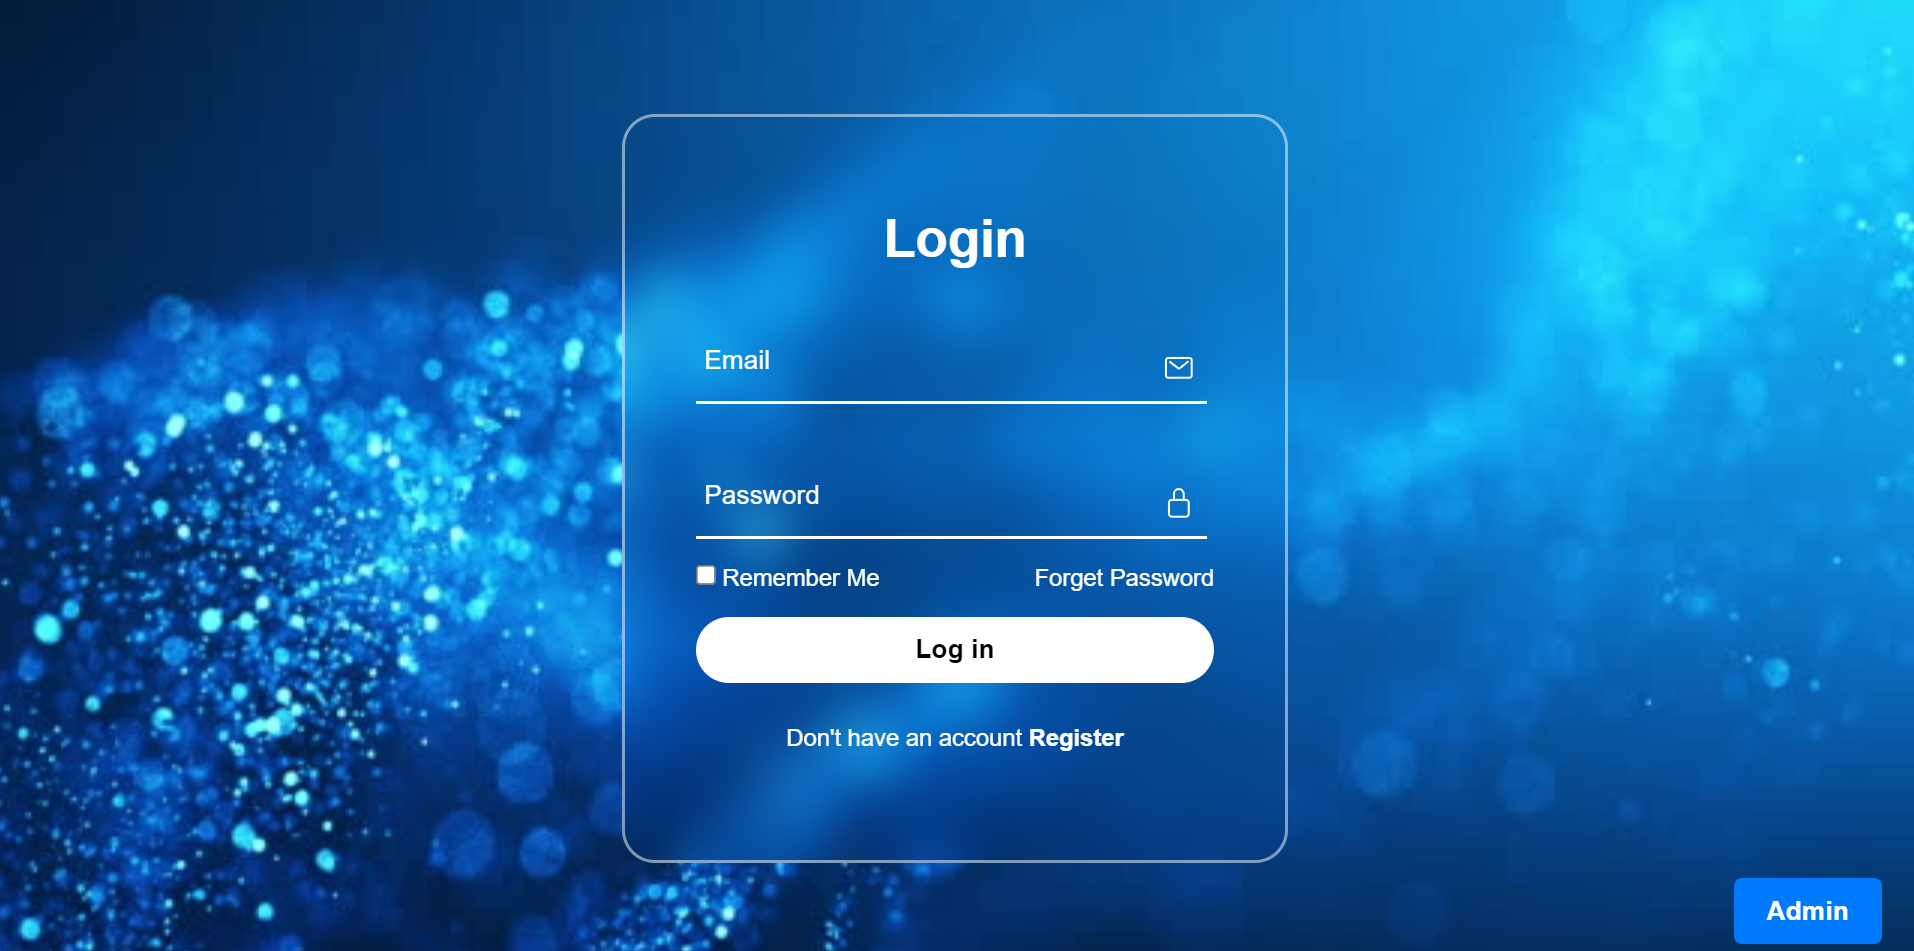 Login
Email
Password
Remember Me Forget Password
Log in
Don't have an account Register
Admin